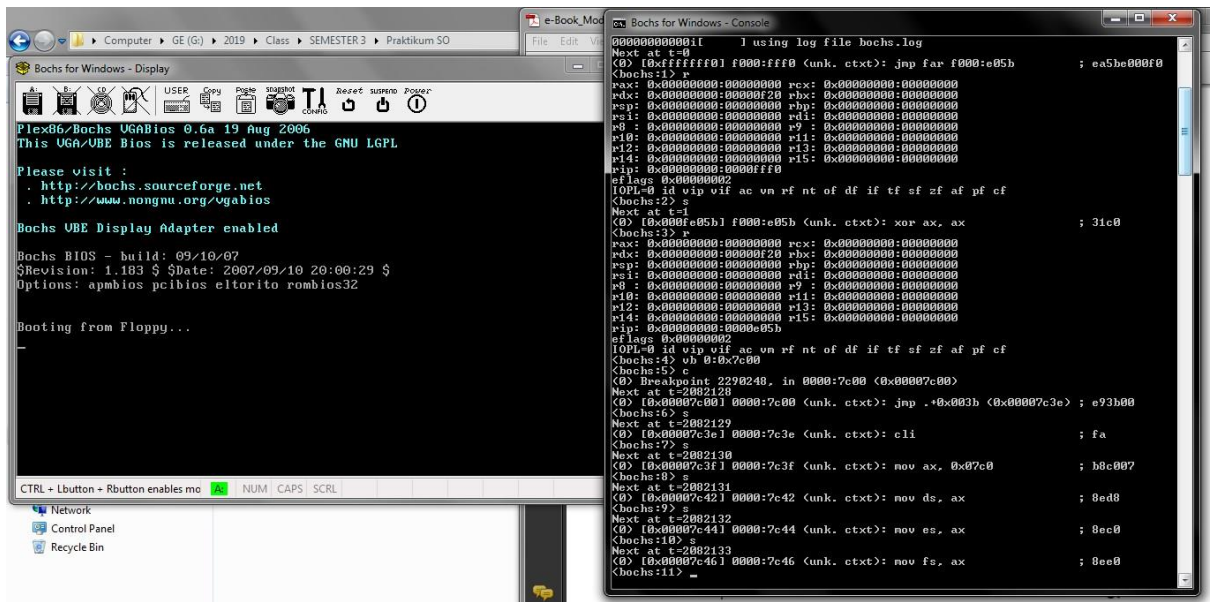 Computer ▸ GE (G:) ▸ 2019 ▸ Class ▸ SEMESTER 3 ▸ Praktikum SO
e-Book_Mod
File Edit Vi
Bochs for Windows - Display
A: B: CD
USER Copy Paste snapshot Reset suspend Power
CONFIG
Plex86/Bochs VGABios 0.6a 19 Aug 2006
This VGA/VBE Bios is released under the GNU LGPL
Please visit :
. http://bochs.sourceforge.net
. http://www.nongnu.org/vgabios
Bochs VBE Display Adapter enabled
Bochs BIOS - build: 09/10/07
$Revision: 1.183 $ $Date: 2007/09/10 20:00:29 $
Options: apmbios pcibios eltorito rombios32
Booting from Floppy...
CTRL + Lbutton + Rbutton enables mo A: NUM CAPS SCRL
Network
Control Panel
Recycle Bin
Bochs for Windows - Console
00000000000i[ ] using log file bochs.log
Next at t=0
(0) [0xfffffff0] f000:fff0 (unk. ctxt): jmp far f000:e05b ; ea5be000f0
<bochs:1> r
rax: 0x00000000:00000000 rcx: 0x00000000:00000000
rdx: 0x00000000:00000f20 rbx: 0x00000000:00000000
rsp: 0x00000000:00000000 rbp: 0x00000000:00000000
rsi: 0x00000000:00000000 rdi: 0x00000000:00000000
r8 : 0x00000000:00000000 r9 : 0x00000000:00000000
r10: 0x00000000:00000000 r11: 0x00000000:00000000
r12: 0x00000000:00000000 r13: 0x00000000:00000000
r14: 0x00000000:00000000 r15: 0x00000000:00000000
rip: 0x00000000:0000fff0
eflags 0x00000002
IOPL=0 id vip vif ac vm rf nt of df if tf sf zf af pf cf
<bochs:2> s
Next at t=1
(0) [0x000fe05b] f000:e05b (unk. ctxt): xor ax, ax ; 31c0
<bochs:3> r
rax: 0x00000000:00000000 rcx: 0x00000000:00000000
rdx: 0x00000000:00000f20 rbx: 0x00000000:00000000
rsp: 0x00000000:00000000 rbp: 0x00000000:00000000
rsi: 0x00000000:00000000 rdi: 0x00000000:00000000
r8 : 0x00000000:00000000 r9 : 0x00000000:00000000
r10: 0x00000000:00000000 r11: 0x00000000:00000000
r12: 0x00000000:00000000 r13: 0x00000000:00000000
r14: 0x00000000:00000000 r15: 0x00000000:00000000
rip: 0x00000000:0000e05b
eflags 0x00000002
IOPL=0 id vip vif ac vm rf nt of df if tf sf zf af pf cf
<bochs:4> vb 0:0x7c00
<bochs:5> c
(0) Breakpoint 2290248, in 0000:7c00 (0x00007c00)
Next at t=2082128
(0) [0x00007c00] 0000:7c00 (unk. ctxt): jmp .+0x003b (0x00007c3e) ; e93b00
<bochs:6> s
Next at t=2082129
(0) [0x00007c3e] 0000:7c3e (unk. ctxt): cli ; fa
<bochs:7> s
Next at t=2082130
(0) [0x00007c3f] 0000:7c3f (unk. ctxt): mov ax, 0x07c0 ; b8c007
<bochs:8> s
Next at t=2082131
(0) [0x00007c42] 0000:7c42 (unk. ctxt): mov ds, ax ; 8ed8
<bochs:9> s
Next at t=2082132
(0) [0x00007c44] 0000:7c44 (unk. ctxt): mov es, ax ; 8ec0
<bochs:10> s
Next at t=2082133
(0) [0x00007c46] 0000:7c46 (unk. ctxt): mov fs, ax ; 8ee0
<bochs:11> _